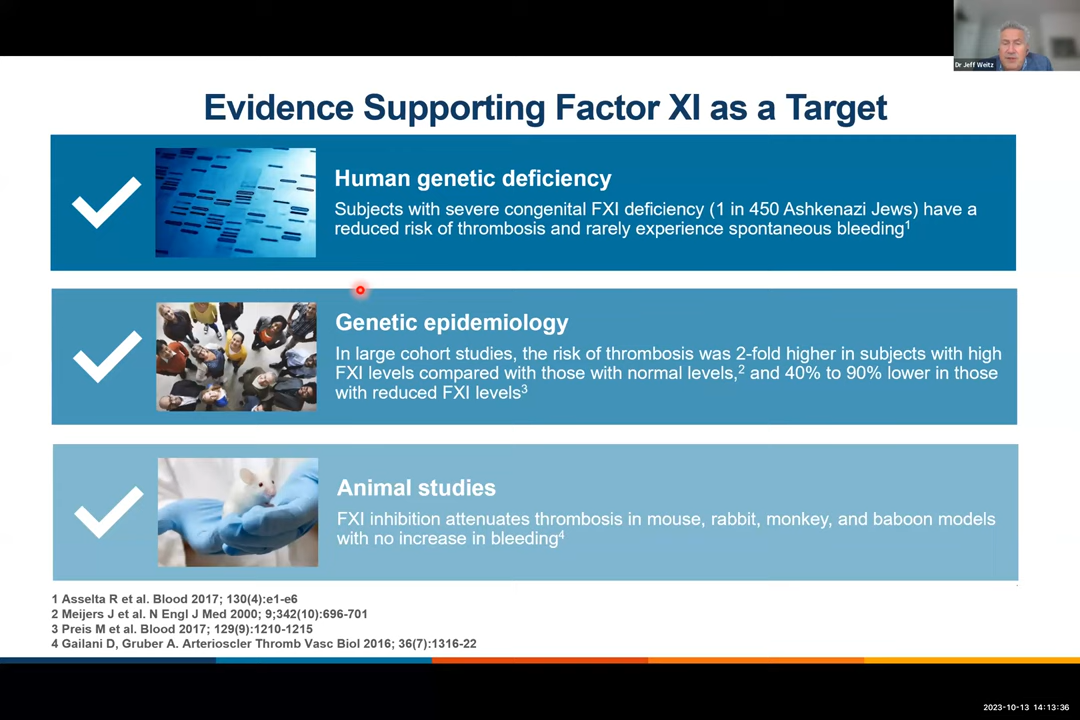 Dr Jeff Weitz
Evidence Supporting Factor XI as a Target
Human genetic deficiency
Subjects with severe congenital FXI deficiency (1 in 450 Ashkenazi Jews) have a
reduced risk of thrombosis and rarely experience spontaneous bleeding1
Genetic epidemiology
In large cohort studies, the risk of thrombosis was 2-fold higher in subjects with high
FXI levels compared with those with normal levels,2 and 40% to 90% lower in those
with reduced FXI levels3
Animal studies
FXI inhibition attenuates thrombosis in mouse, rabbit, monkey, and baboon models
with no increase in bleeding4
1 Asselta R et al. Blood 2017; 130(4):e1-e6
2 Meijers J et al. N Engl J Med 2000; 9;342(10):696-701
3 Preis M et al. Blood 2017; 129(9):1210-1215
4 Gailani D, Gruber A. Arterioscler Thromb Vasc Biol 2016; 36(7):1316-22
2023-10-13 14:13:36